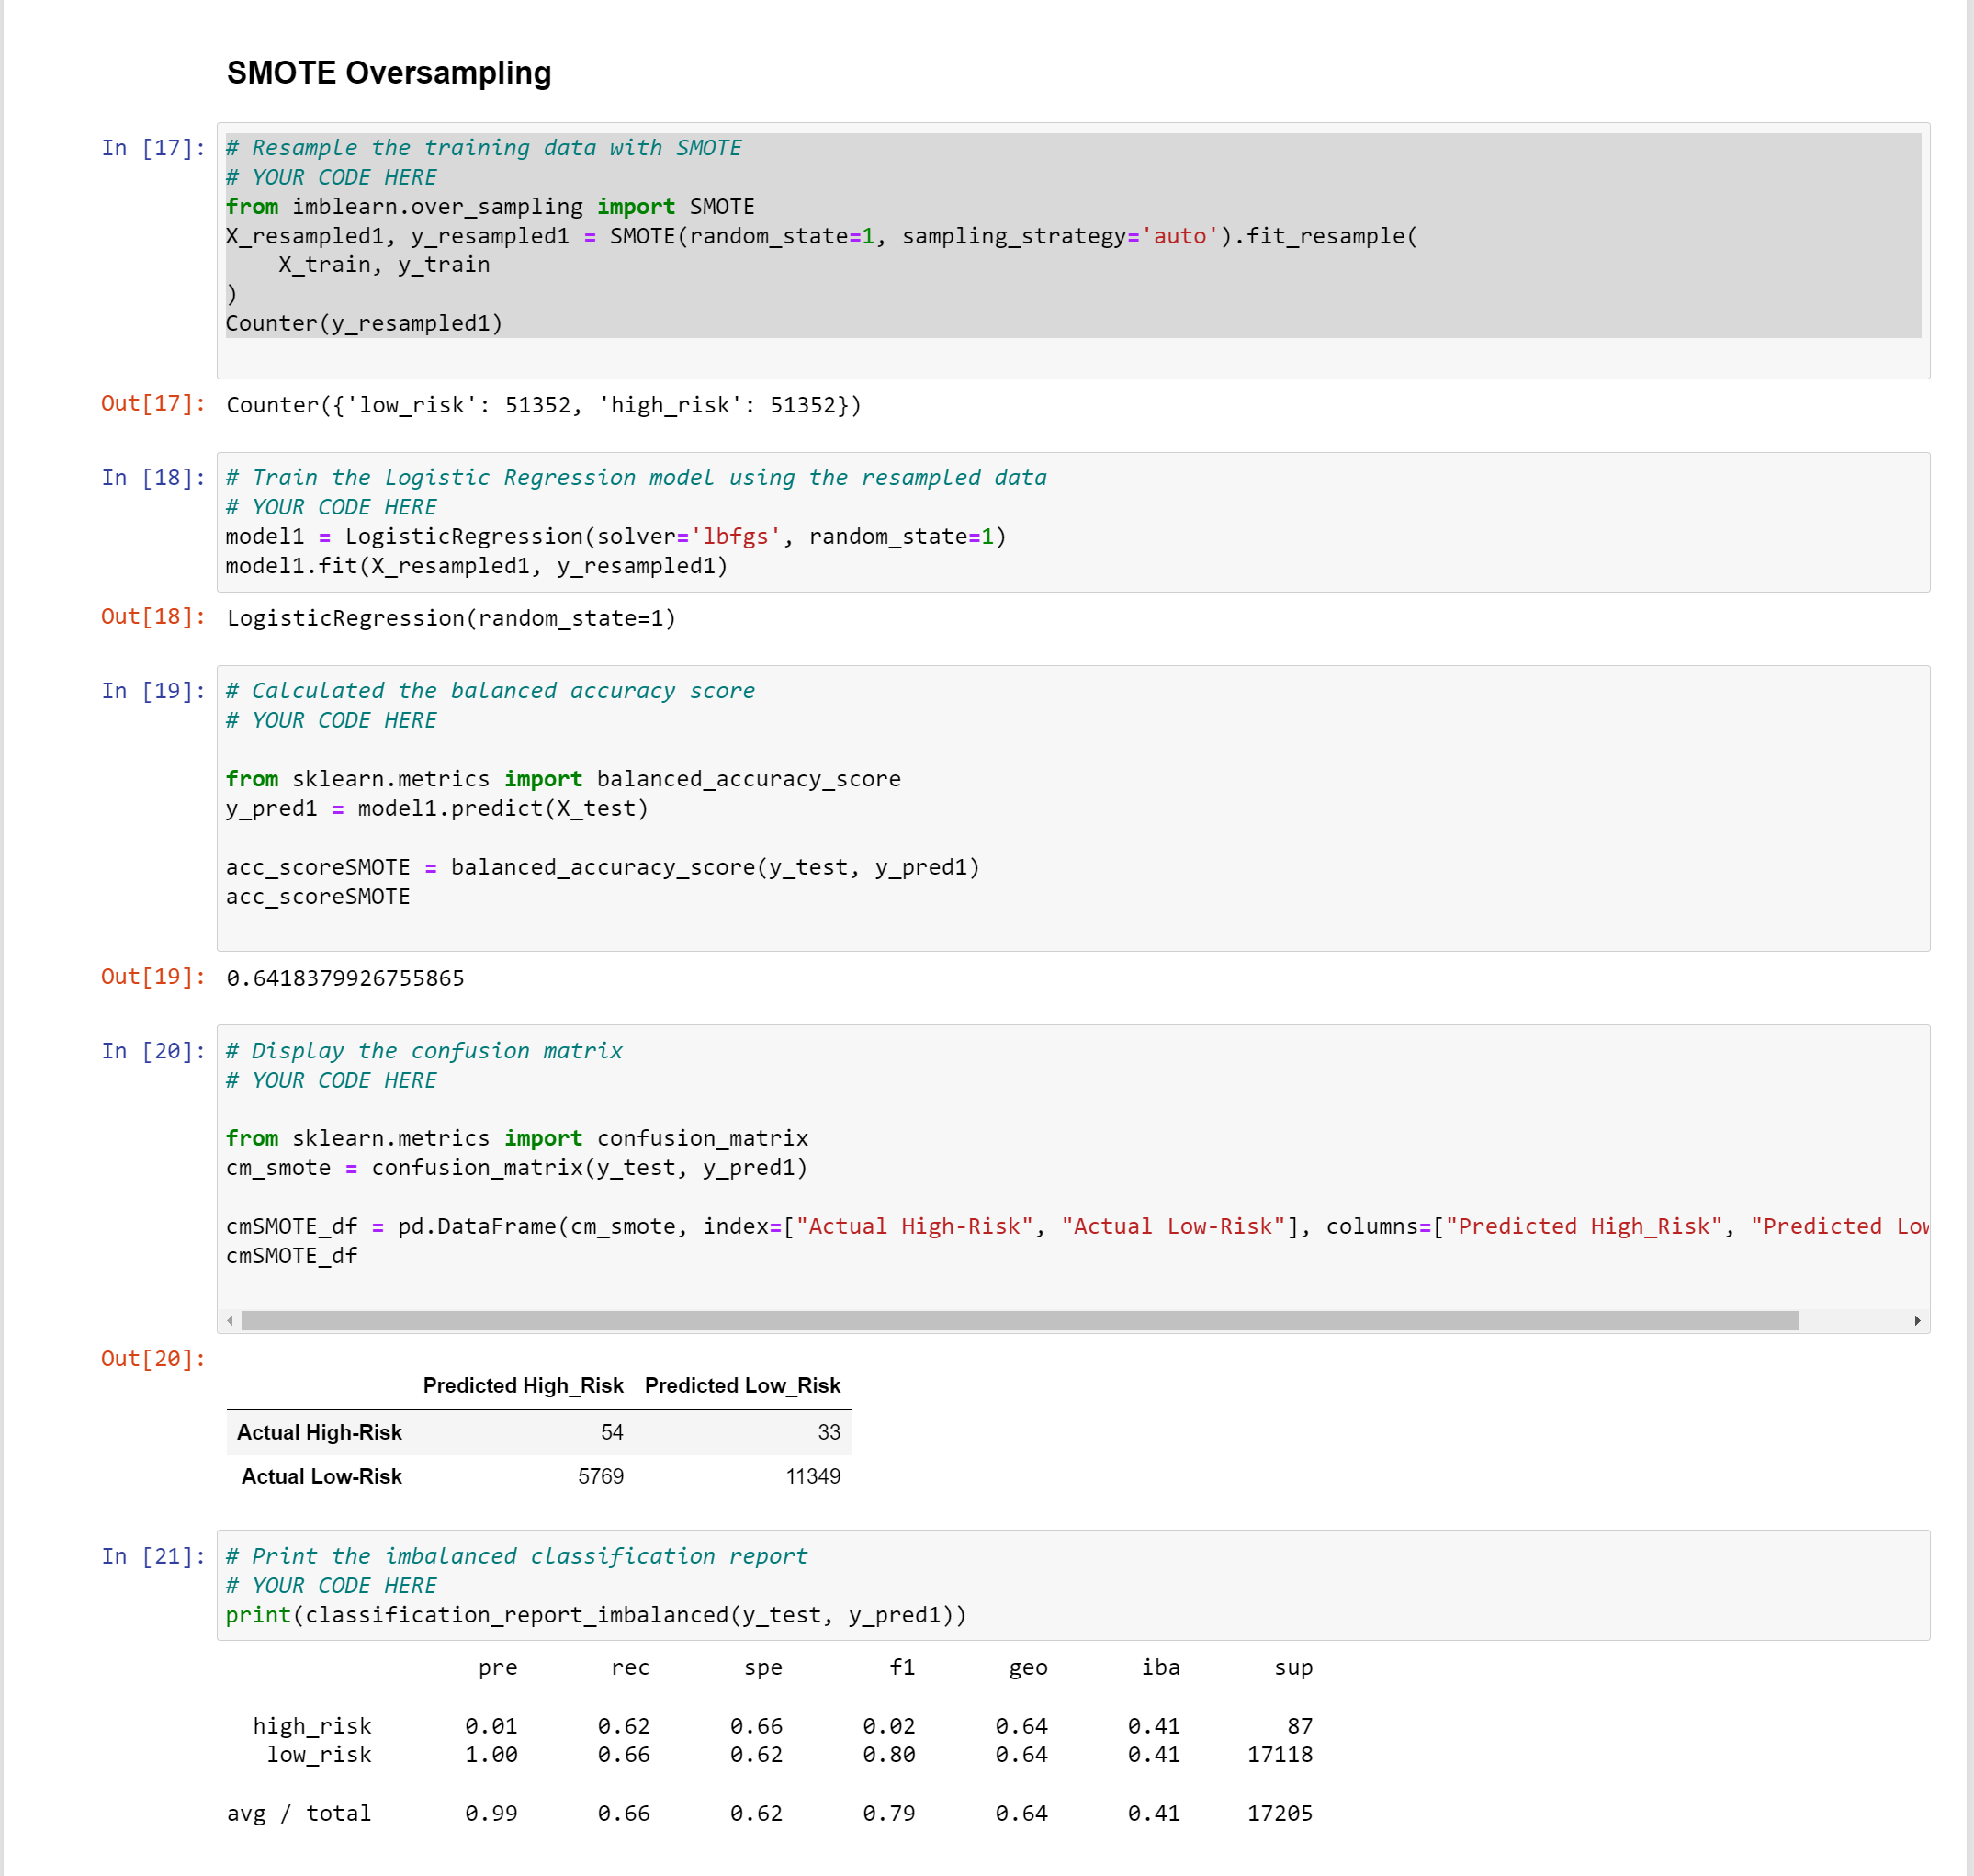 SMOTE Oversampling
In [17]:
# Resample the training data with SMOTE
# YOUR CODE HERE
from imblearn.over_sampling import SMOTE
X_resampled1, y_resampled1 = SMOTE(random_state=1, sampling_strategy='auto').fit_resample(
    X_train, y_train
)
Counter(y_resampled1)
Out[17]: Counter({'low_risk': 51352, 'high_risk': 51352})
In [18]:
# Train the Logistic Regression model using the resampled data
# YOUR CODE HERE
model1 = LogisticRegression(solver='lbfgs', random_state=1)
model1.fit(X_resampled1, y_resampled1)
Out[18]: LogisticRegression(random_state=1)
In [19]:
# Calculated the balanced accuracy score
# YOUR CODE HERE
from sklearn.metrics import balanced_accuracy_score
y_pred1 = model1.predict(X_test)
acc_scoreSMOTE = balanced_accuracy_score(y_test, y_pred1)
acc_scoreSMOTE
Out[19]: 0.6418379926755865
In [20]:
# Display the confusion matrix
# YOUR CODE HERE
from sklearn.metrics import confusion_matrix
cm_smote = confusion_matrix(y_test, y_pred1)
cmSMOTE_df = pd.DataFrame(cm_smote, index=["Actual High-Risk", "Actual Low-Risk"], columns=["Predicted High_Risk", "Predicted Low
cmSMOTE_df
Out[20]:
Predicted High_Risk Predicted Low_Risk
Actual High-Risk 54 33
Actual Low-Risk 5769 11349
In [21]:
# Print the imbalanced classification report
# YOUR CODE HERE
print(classification_report_imbalanced(y_test, y_pred1))
pre rec spe f1 geo iba sup
high_risk 0.01 0.62 0.66 0.02 0.64 0.41 87
low_risk 1.00 0.66 0.62 0.80 0.64 0.41 17118
avg / total 0.99 0.66 0.62 0.79 0.64 0.41 17205